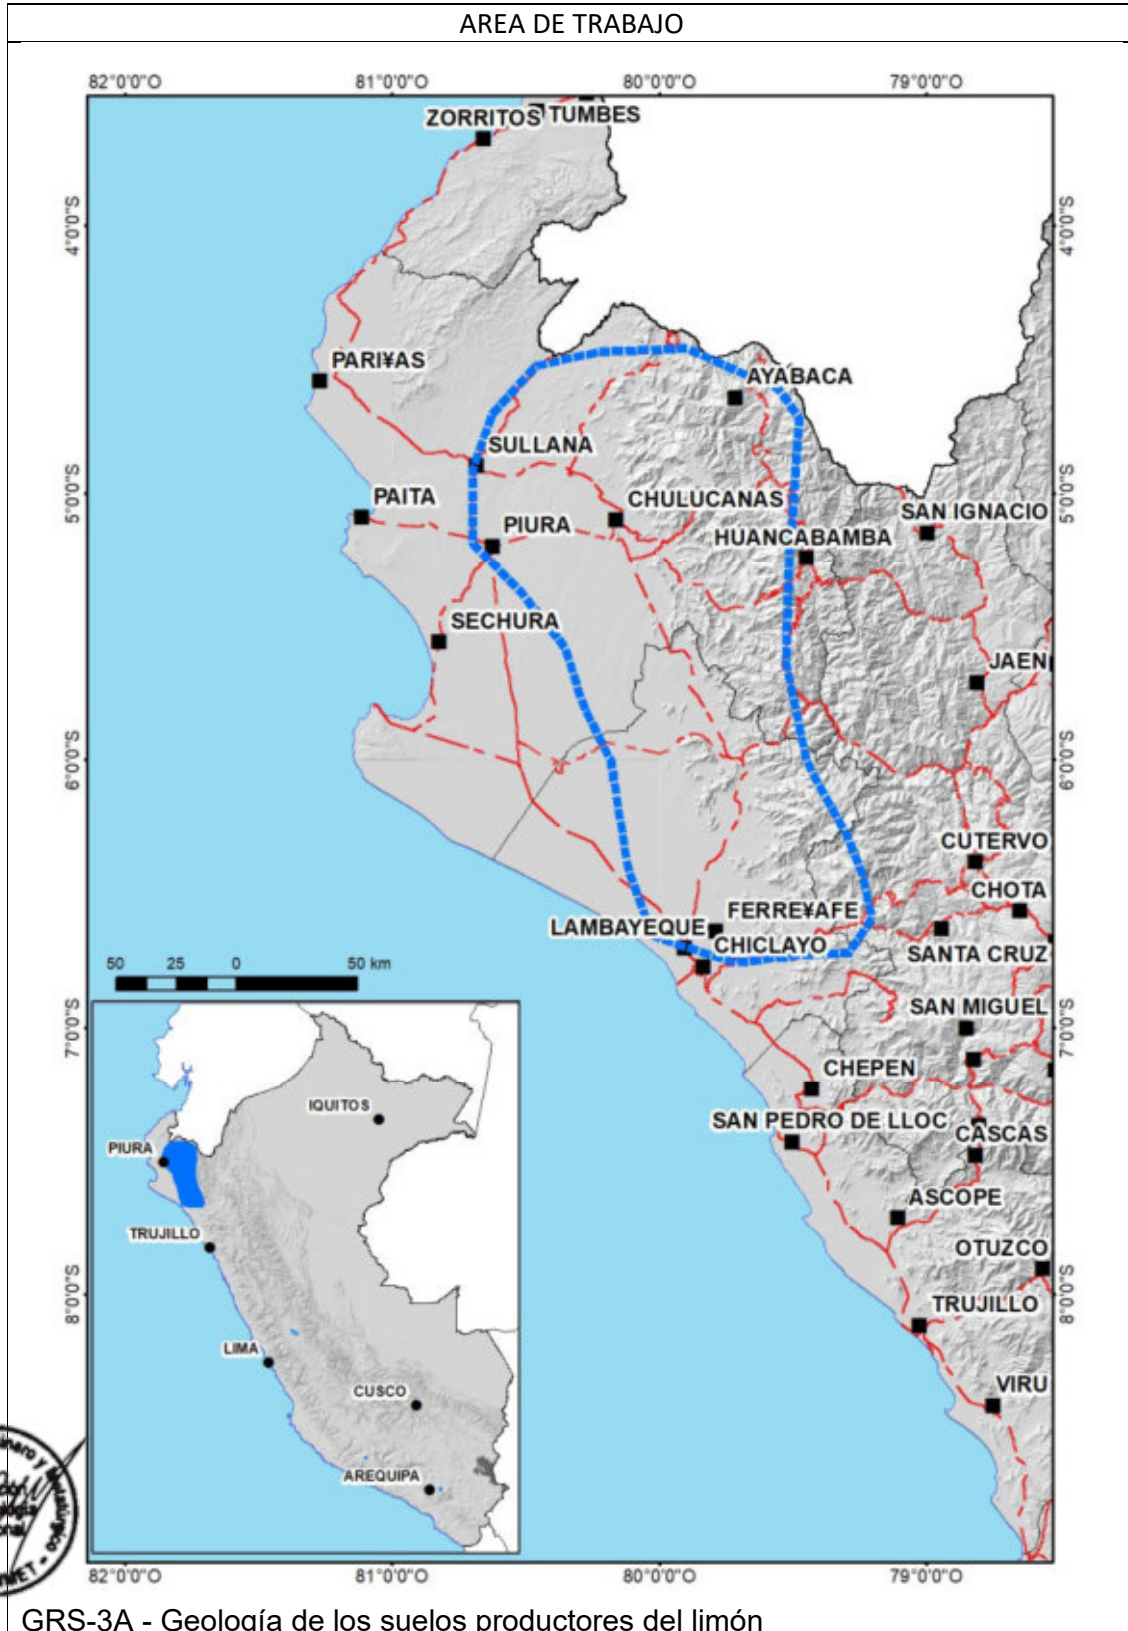 AREA DE TRABAJO
82°0'0"O 81°0'0"O 80°0'0"O 79°0'0"O
ZORRITOS TUMBES
4°0'0"S 4°0'0"S
PARI¥AS
AYABACA
SULLANA
PAITA
CHULUCANAS
5°0'0"S 5°0'0"S
SAN IGNACIO
PIURA
HUANCABAMBA
SECHURA
JAEN
6°0'0"S 6°0'0"S
CUTERVO
CHOTA
FERRE¥AFE
LAMBAYEQUE
CHICLAYO
SANTA CRUZ
50 25 0 50 km
SAN MIGUEL
7°0'0"S 7°0'0"S
CHEPEN
IQUITOS
SAN PEDRO DE LLOC
CASCAS
PIURA
ASCOPE
TRUJILLO
OTUZCO
8°0'0"S 8°0'0"S
TRUJILLO
LIMA
VIRU
CUSCO
AREQUIPA
82°0'0"O 81°0'0"O 80°0'0"O 79°0'0"O
GRS-3A - Geología de los suelos productores del limón